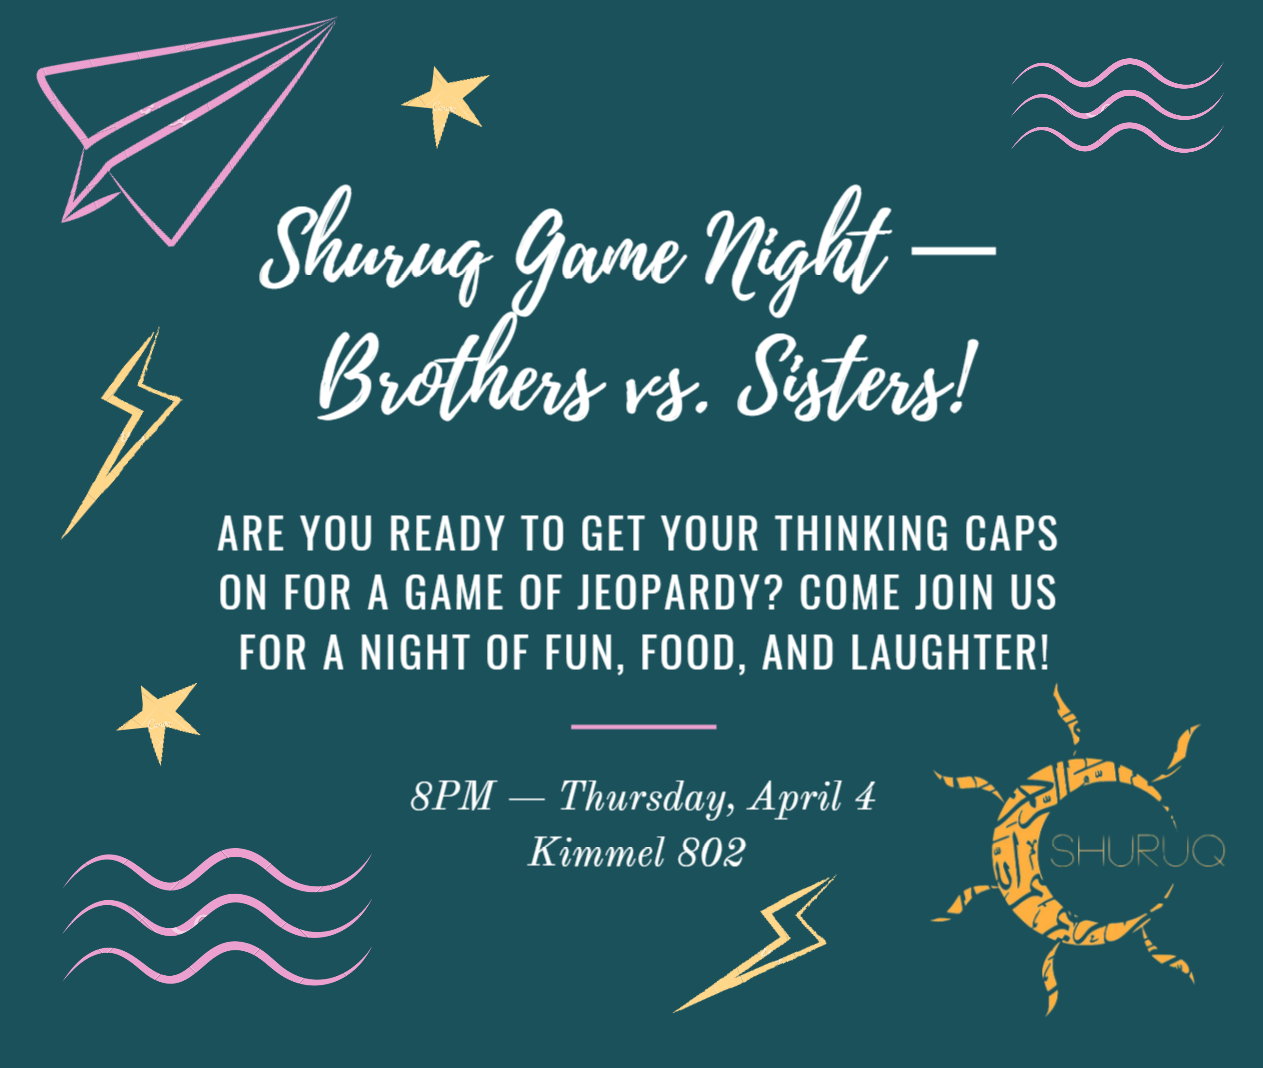 Shuruq Game Night —
Brothers vs. Sisters!
ARE YOU READY TO GET YOUR THINKING CAPS
ON FOR A GAME OF JEOPARDY? COME JOIN US
FOR A NIGHT OF FUN, FOOD, AND LAUGHTER!
8PM — Thursday, April 4
Kimmel 802
SHURUQ